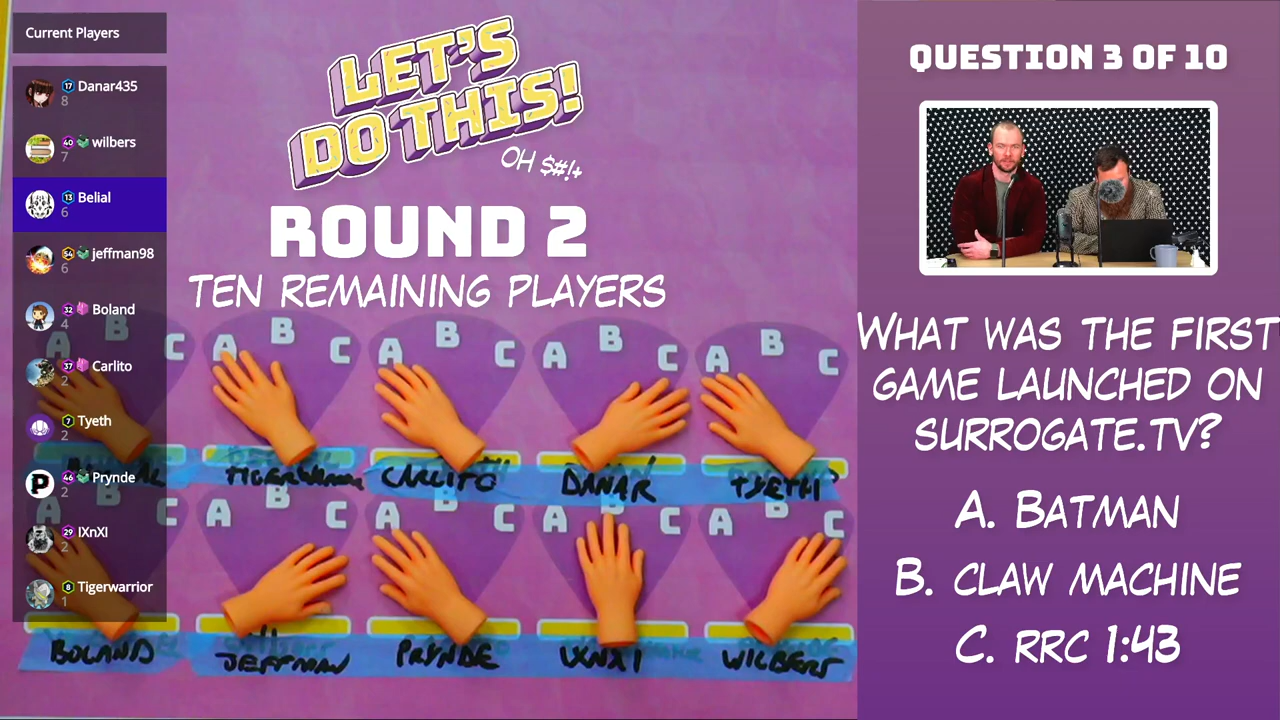 Current Players
17 Danar435
8
40 wilbers
7
13 Belial
6
54 jeffman98
6
32 Boland
4
37 Carlito
2
7 Tyeth
2
P 46 Prynde
2
29 IXnXI
2
8 Tigerwarrior
1
LET'S
DO THIS!
OH $#!+
ROUND 2
TEN REMAINING PLAYERS
A B C
A B C
A B C
A B C
A B C
TIGERWARRIOR
CARLITO
DANAR
TYETH
A B C
A B C
A B C
A B C
A B C
BOLAND
JEFFMAN
PRYNDE
IXNXI
WILBERS
QUESTION 3 OF 10
WHAT WAS THE FIRST
GAME LAUNCHED ON
SURROGATE.TV?
A. BATMAN
B. CLAW MACHINE
C. RRC 1:43